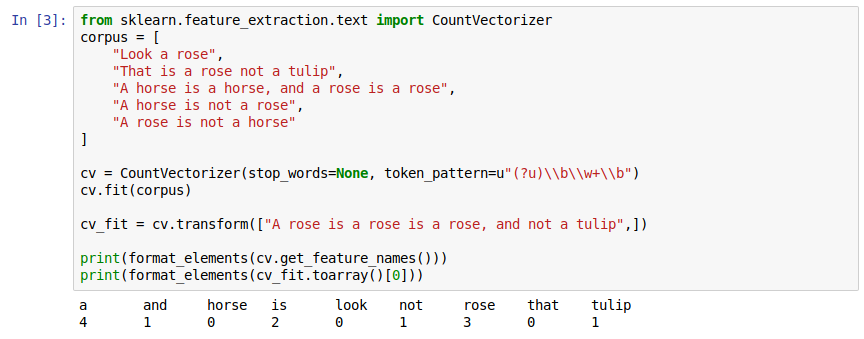 In [3]: from sklearn.feature_extraction.text import CountVectorizer
corpus = [
    "Look a rose",
    "That is a rose not a tulip",
    "A horse is a horse, and a rose is a rose",
    "A horse is not a rose",
    "A rose is not a horse"
]
cv = CountVectorizer(stop_words=None, token_pattern=u"(?u)\\b\\w+\\b")
cv.fit(corpus)
cv_fit = cv.transform(["A rose is a rose is a rose, and not a tulip",])
print(format_elements(cv.get_feature_names()))
print(format_elements(cv_fit.toarray()[0]))
a and horse is look not rose that tulip
4 1 0 2 0 1 3 0 1